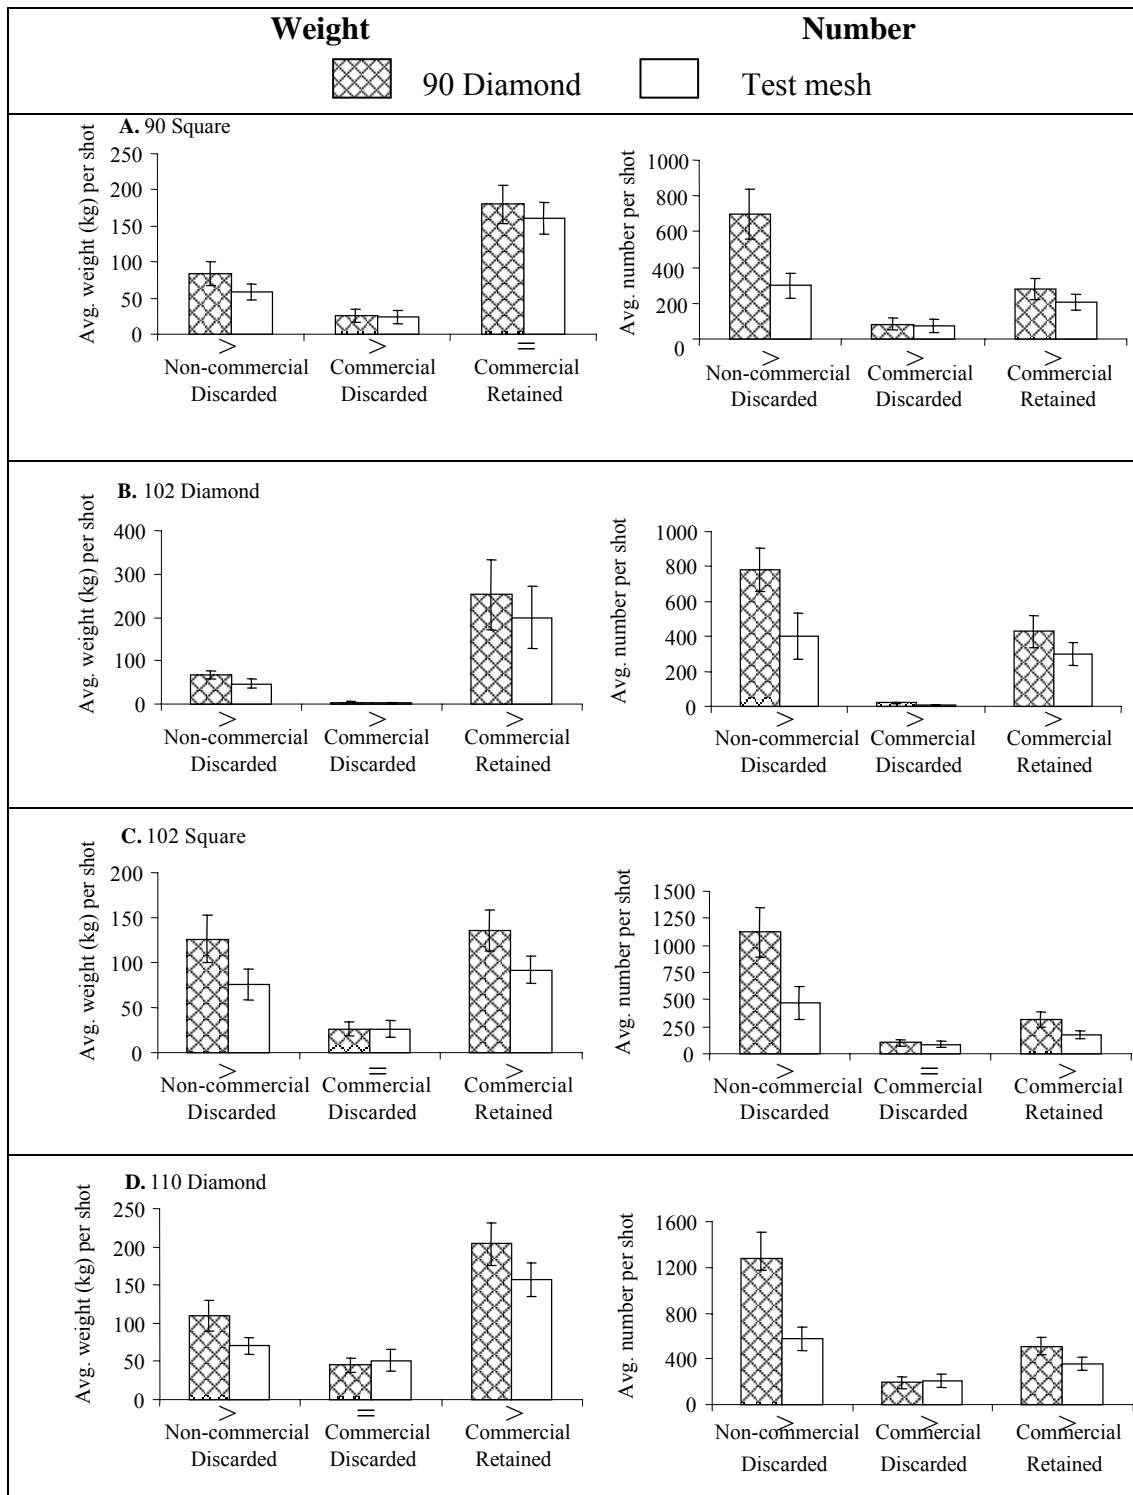 Weight Number
90 Diamond Test mesh
A. 90 Square
Avg. weight (kg) per shot
250
200
150
100
50
0
> > =
Non-commercial Commercial Commercial
Discarded Discarded Retained
Avg. number per shot
1000
800
600
400
200
0
> > >
Non-commercial Commercial Commercial
Discarded Discarded Retained
B. 102 Diamond
Avg. weight (kg) per shot
400
300
200
100
0
> > >
Non-commercial Commercial Commercial
Discarded Discarded Retained
Avg. number per shot
1000
800
600
400
200
0
> > >
Non-commercial Commercial Commercial
Discarded Discarded Retained
C. 102 Square
Avg. weight (kg) per shot
200
150
100
50
0
> = >
Non-commercial Commercial Commercial
Discarded Discarded Retained
Avg. number per shot
1500
1250
1000
750
500
250
0
> = >
Non-commercial Commercial Commercial
Discarded Discarded Retained
D. 110 Diamond
Avg. weight (kg) per shot
250
200
150
100
50
0
> = >
Non-commercial Commercial Commercial
Discarded Discarded Retained
Avg. number per shot
1600
1200
800
400
0
> > >
Non-commercial Commercial Commercial
Discarded Discarded Retained